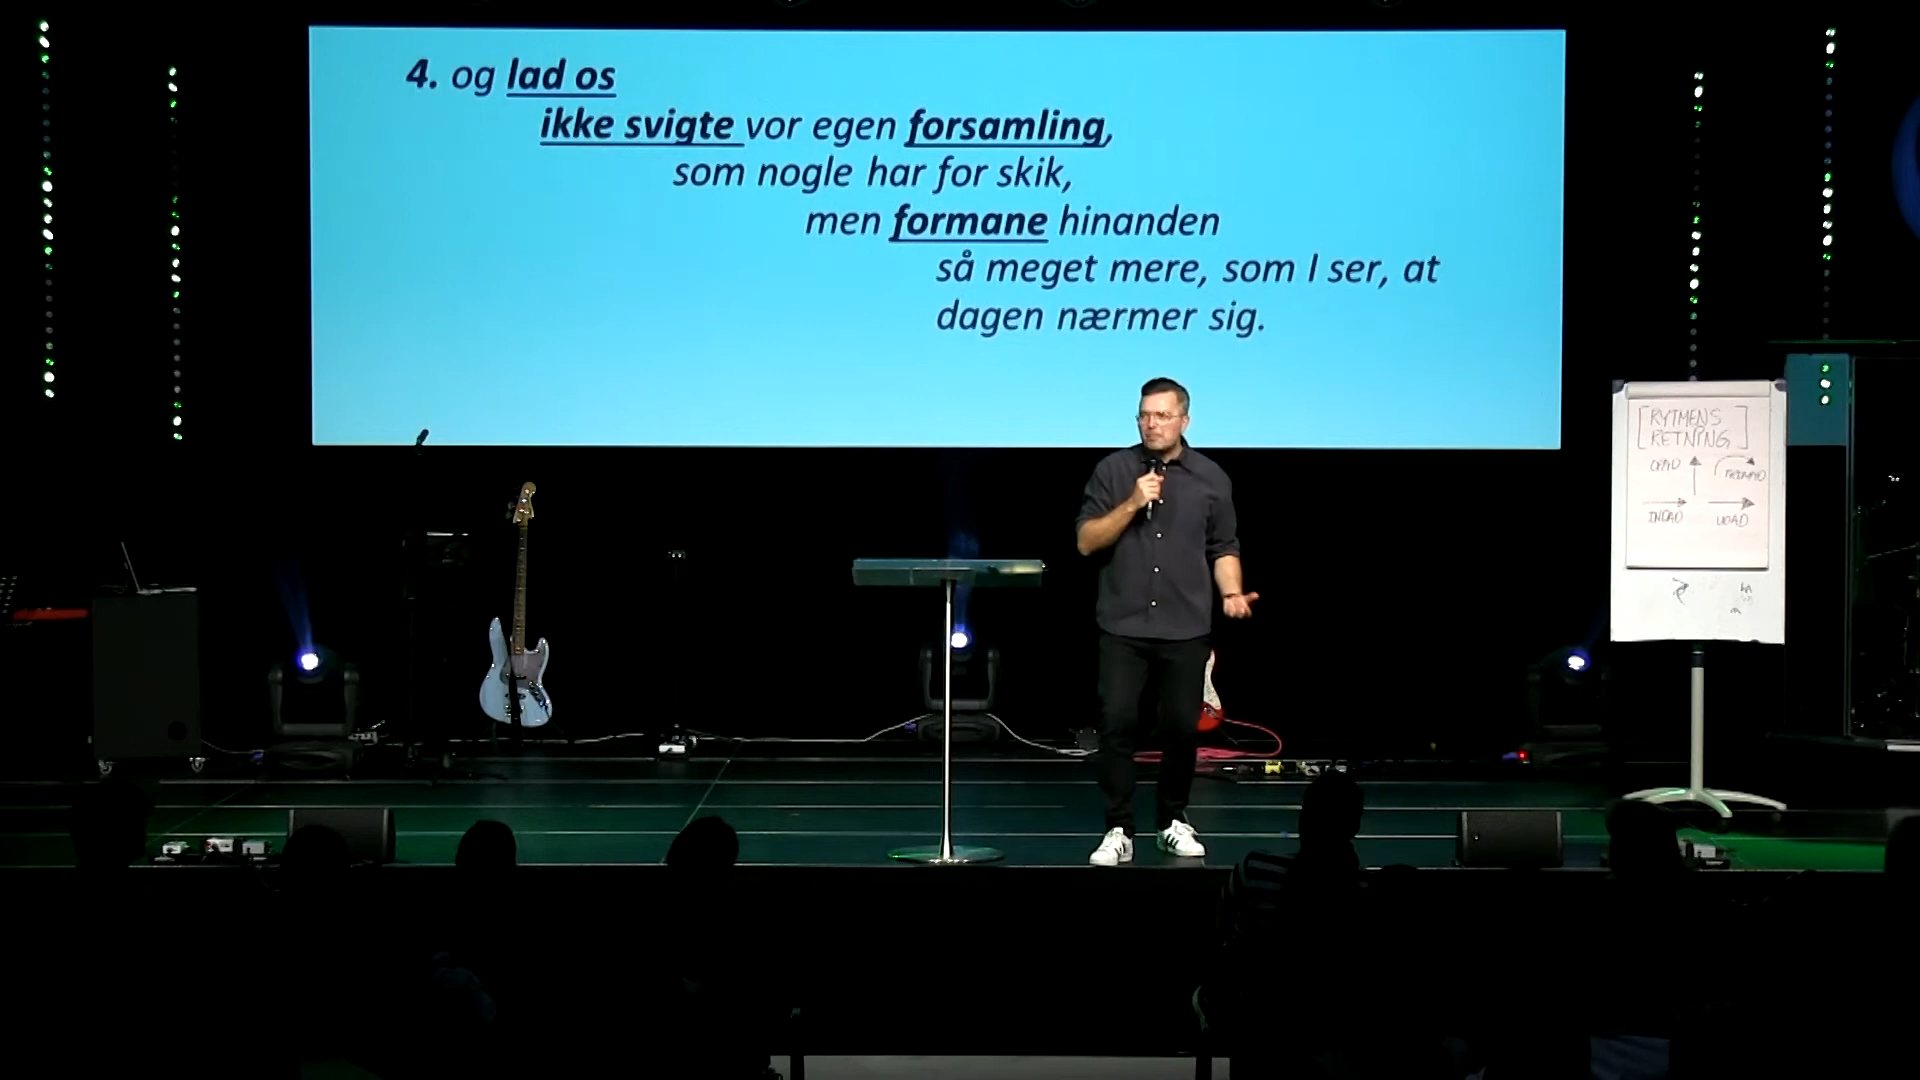 4. og lad os
ikke svigte vor egen forsamling,
som nogle har for skik,
men formane hinanden
så meget mere, som I ser, at
dagen nærmer sig.
[RYTMENS
RETNING]
OPAD
INDAD
UDAD